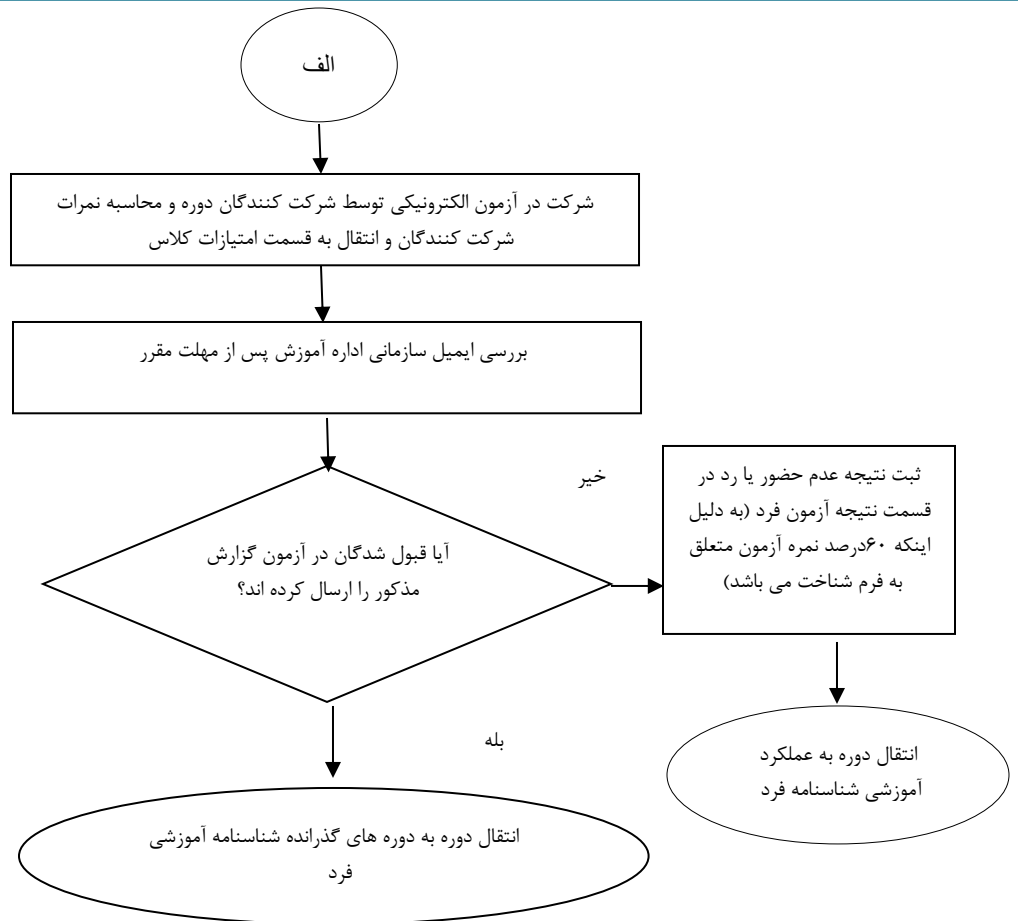 الف
شرکت در آزمون الکترونیکی توسط شرکت کنندگان دوره و محاسبه نمرات
شرکت کنندگان و انتقال به قسمت امتیازات کلاس
بررسی ایمیل سازمانی اداره آموزش پس از مهلت مقرر
آیا قبول شدگان در آزمون گزارش
مذکور را ارسال کرده اند؟
خیر
ثبت نتیجه عدم حضور یا رد در
قسمت نتیجه آزمون فرد (به دلیل
اینکه ۶۰درصد نمره آزمون متعلق
به فرم شناخت می باشد)
انتقال دوره به عملکرد
آموزشی شناسنامه فرد
بله
انتقال دوره به دوره های گذرانده شناسنامه آموزشی
فرد